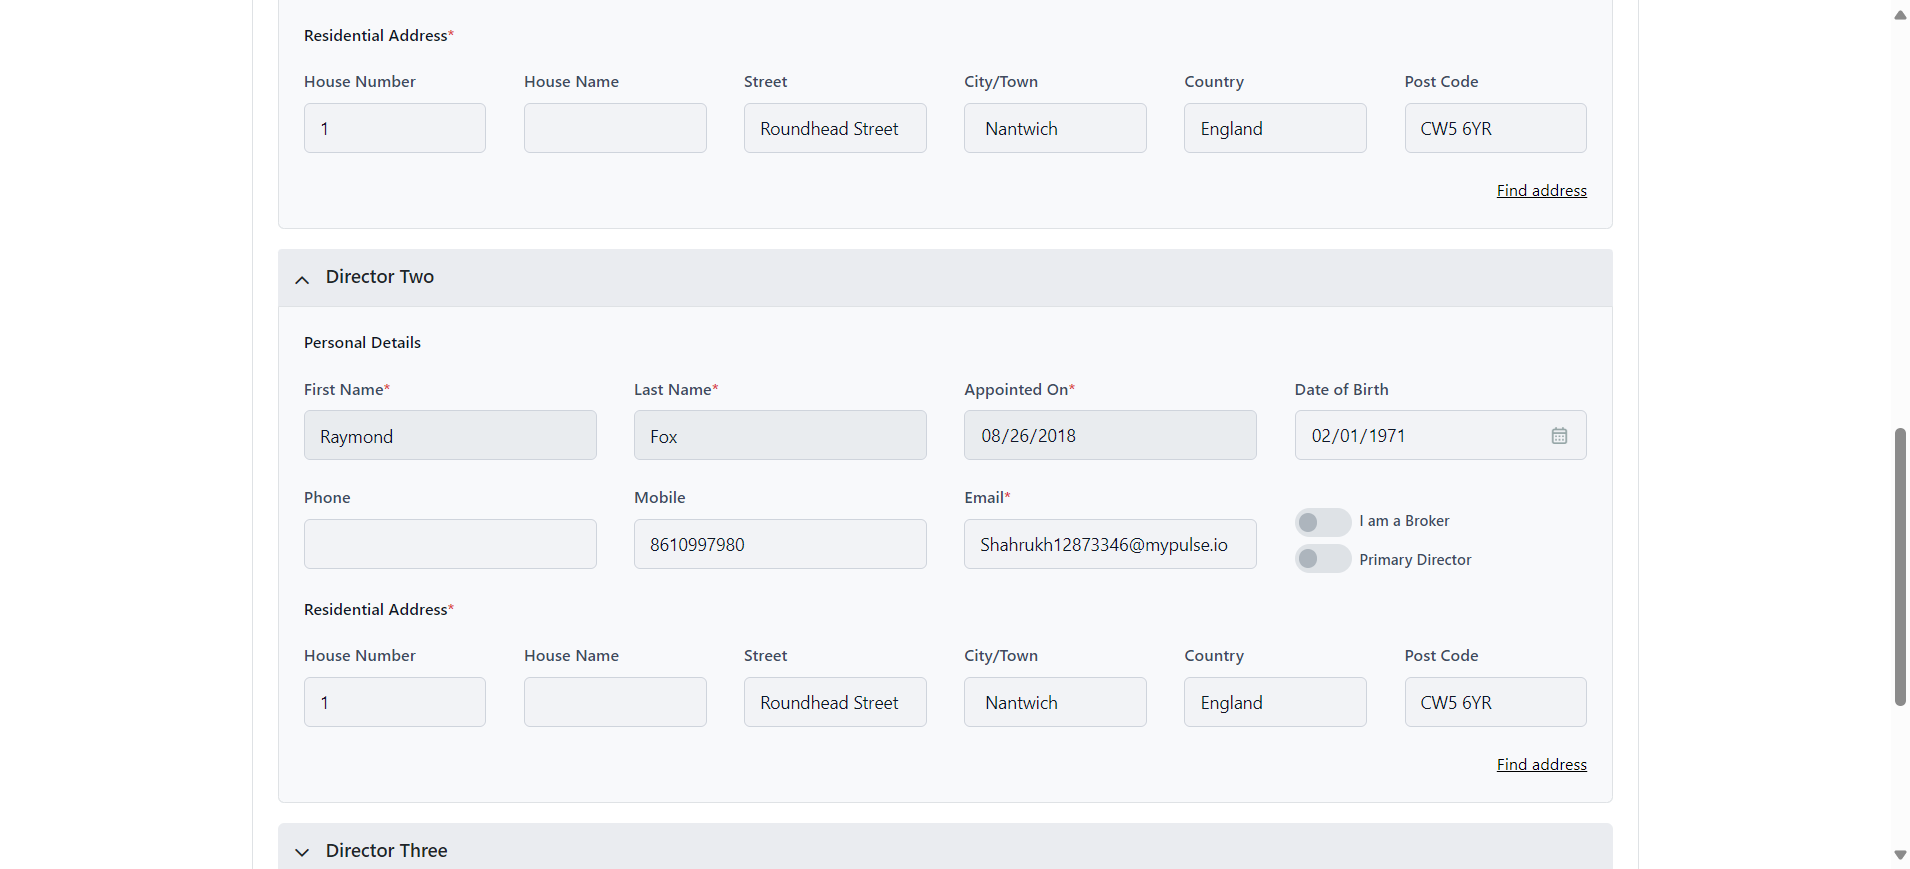 Residential Address*
House Number House Name Street City/Town Country Post Code
1 Roundhead Street Nantwich England CW5 6YR
Find address
Director Two
Personal Details
First Name* Last Name* Appointed On* Date of Birth
Raymond Fox 08/26/2018 02/01/1971
Phone Mobile Email*
I am a Broker
8610997980 Shahrukh12873346@mypulse.io
Primary Director
Residential Address*
House Number House Name Street City/Town Country Post Code
1 Roundhead Street Nantwich England CW5 6YR
Find address
Director Three